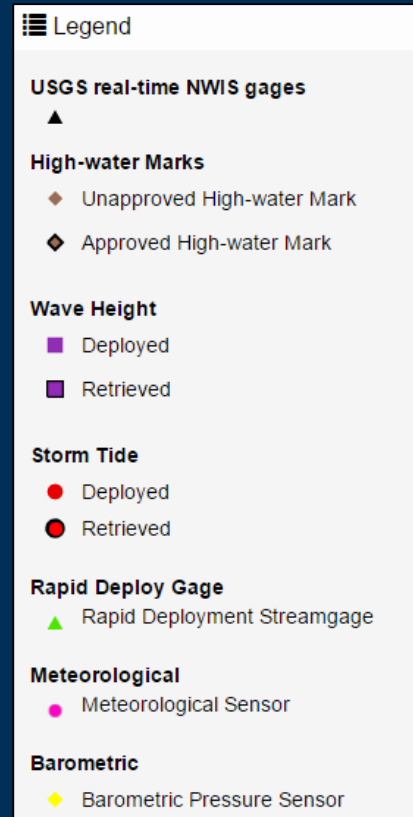 Legend
USGS real-time NWIS gages
High-water Marks
Unapproved High-water Mark
Approved High-water Mark
Wave Height
Deployed
Retrieved
Storm Tide
Deployed
Retrieved
Rapid Deploy Gage
Rapid Deployment Streamgage
Meteorological
Meteorological Sensor
Barometric
Barometric Pressure Sensor